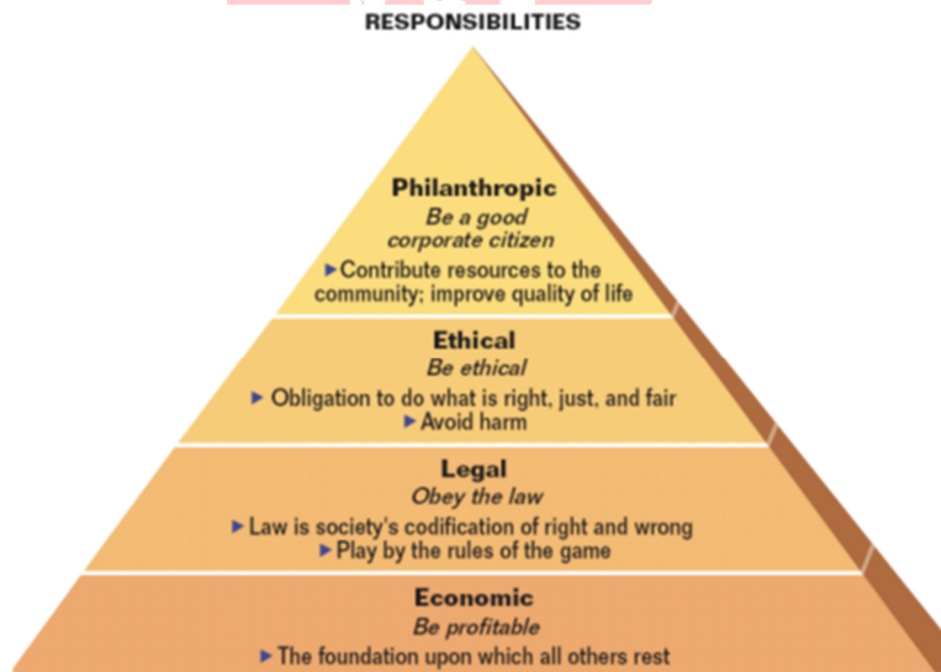 RESPONSIBILITIES
Philanthropic
Be a good
corporate citizen
▶Contribute resources to the
community; improve quality of life
Ethical
Be ethical
▶ Obligation to do what is right, just, and fair
▶Avoid harm
Legal
Obey the law
▶Law is society's codification of right and wrong
▶Play by the rules of the game
Economic
Be profitable
▶The foundation upon which all others rest